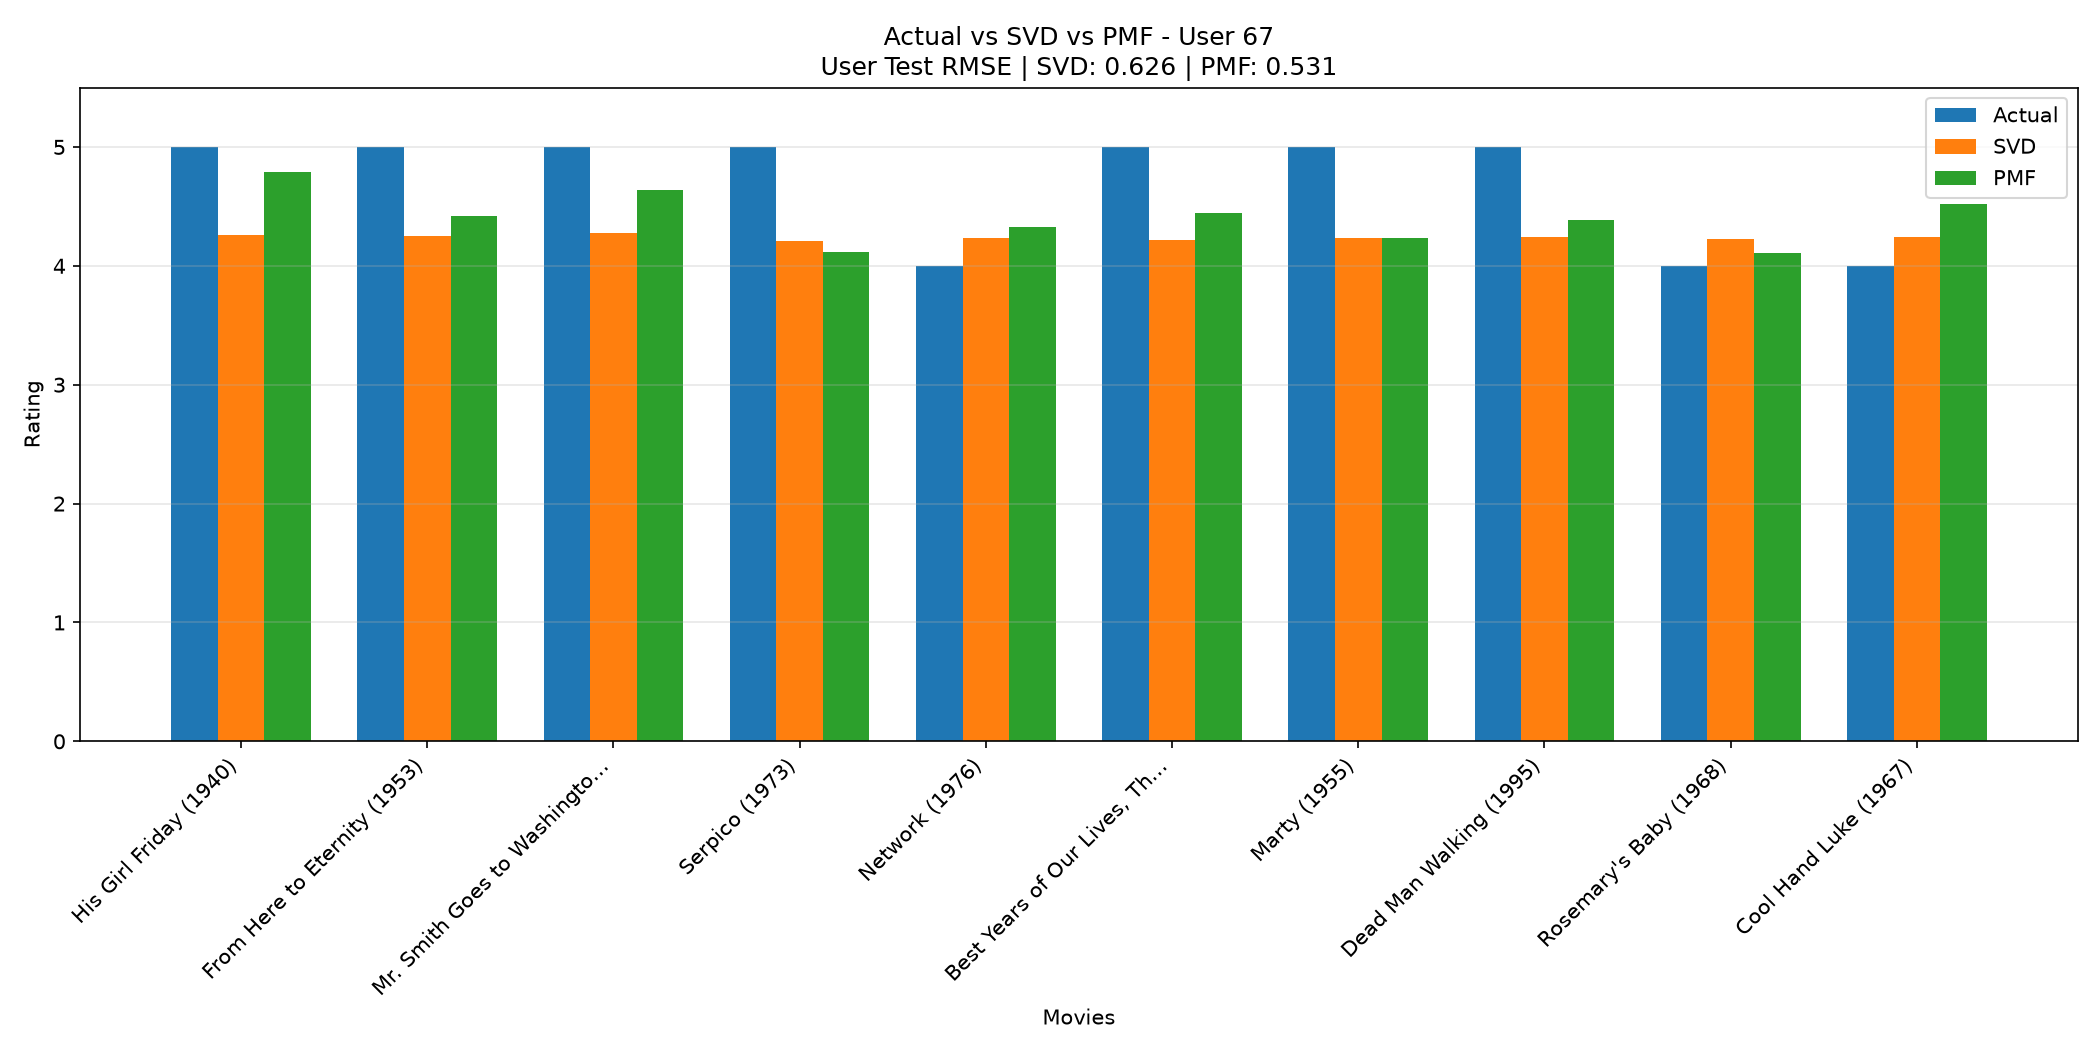 Actual vs SVD vs PMF - User 67
User Test RMSE | SVD: 0.626 | PMF: 0.531
Actual
SVD
PMF
5
4
3
2
1
0
Rating
His Girl Friday (1940)
From Here to Eternity (1953)
Mr. Smith Goes to Washingto...
Serpico (1973)
Network (1976)
Best Years of Our Lives, Th...
Marty (1955)
Dead Man Walking (1995)
Rosemary's Baby (1968)
Cool Hand Luke (1967)
Movies